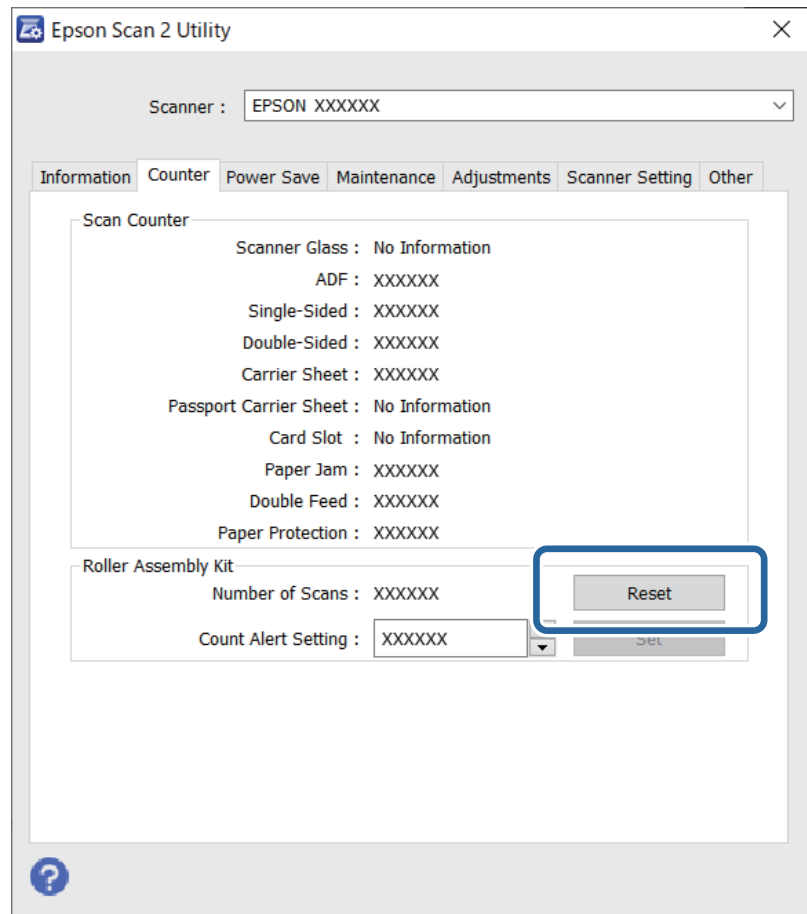 Epson Scan 2 Utility
Scanner : EPSON XXXXXX
Information Counter Power Save Maintenance Adjustments Scanner Setting Other
Scan Counter
Scanner Glass : No Information
ADF : XXXXXX
Single-Sided : XXXXXX
Double-Sided : XXXXXX
Carrier Sheet : XXXXXX
Passport Carrier Sheet : No Information
Card Slot : No Information
Paper Jam : XXXXXX
Double Feed : XXXXXX
Paper Protection : XXXXXX
Roller Assembly Kit
Number of Scans : XXXXXX Reset
Count Alert Setting : XXXXXX Set
?